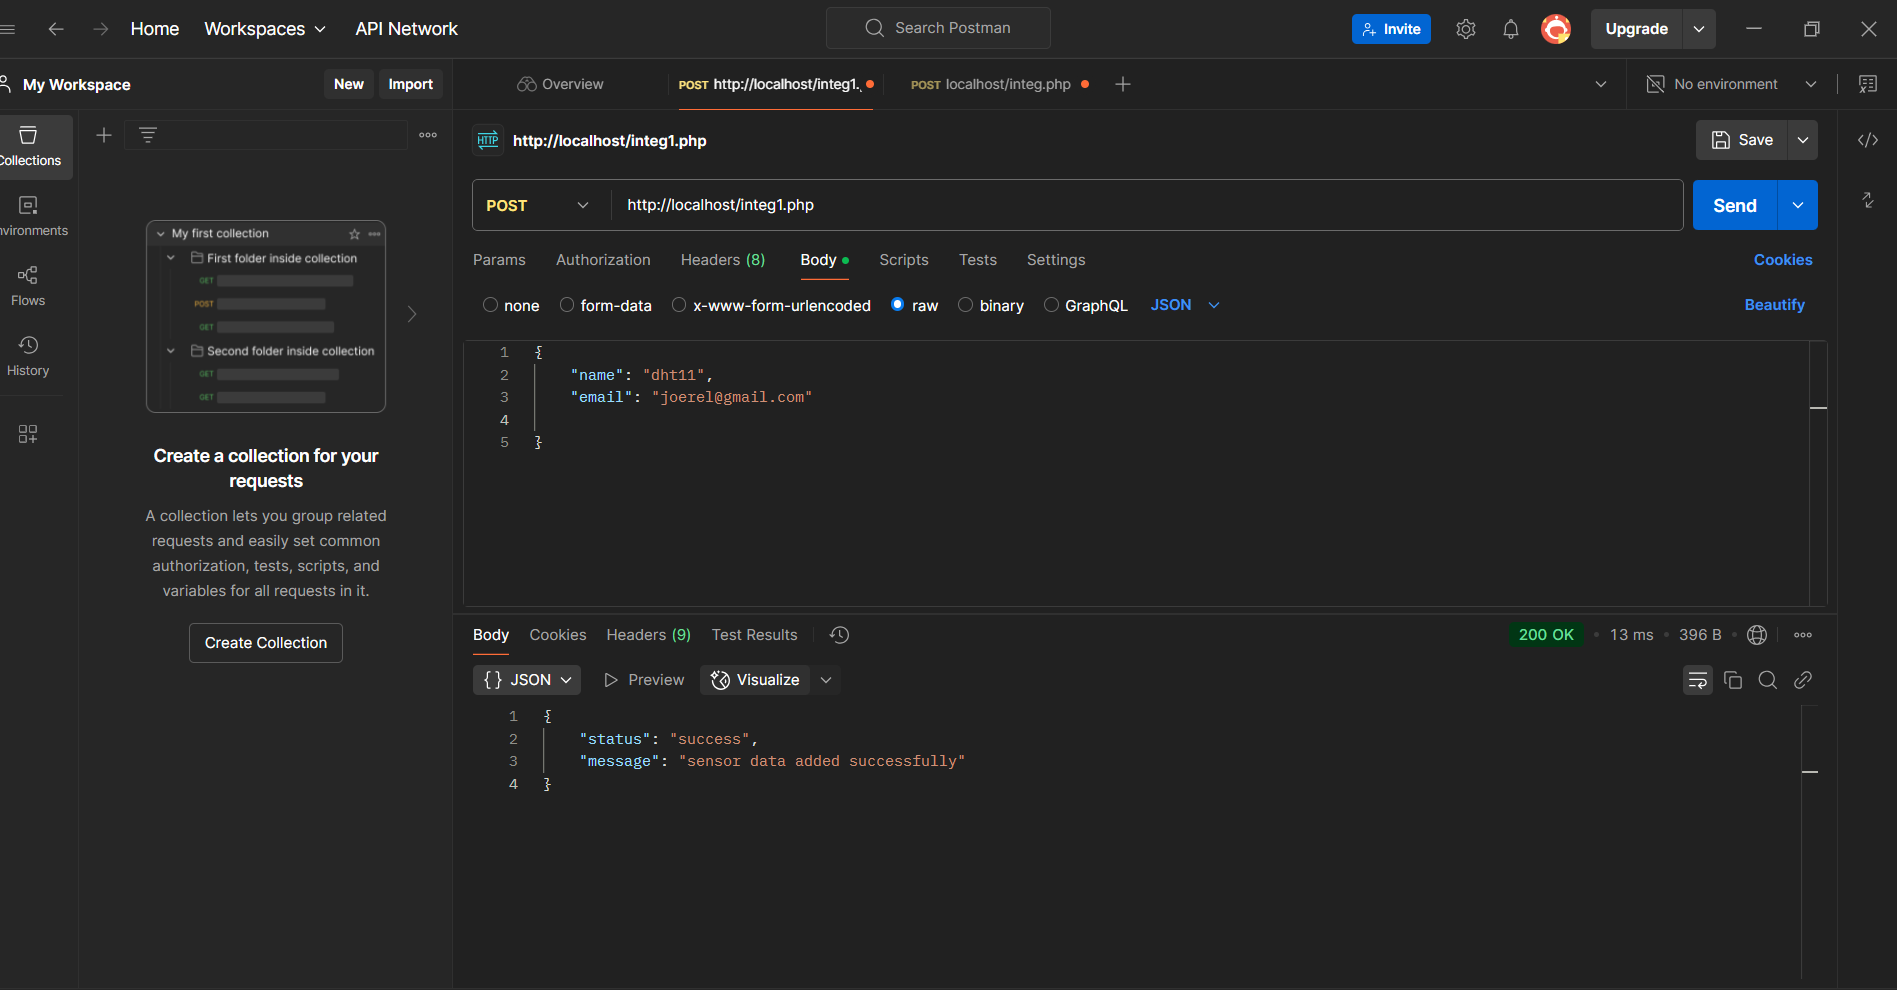 Home
Workspaces
API Network
Search Postman
Invite
Upgrade
My Workspace
New
Import
Overview
POST http://localhost/integ1.
POST localhost/integ.php
No environment
Collections
nvironments
Flows
History
My first collection
First folder inside collection
GET
POST
GET
Second folder inside collection
GET
GET
Create a collection for your
requests
A collection lets you group related
requests and easily set common
authorization, tests, scripts, and
variables for all requests in it.
Create Collection
HTTP
http://localhost/integ1.php
Save
POST
http://localhost/integ1.php
Send
Params
Authorization
Headers (8)
Body
Scripts
Tests
Settings
Cookies
none
form-data
x-www-form-urlencoded
raw
binary
GraphQL
JSON
Beautify
1 {
2 "name": "dht11",
3 "email": "joerel@gmail.com"
4
5 }
Body
Cookies
Headers (9)
Test Results
200 OK
13 ms
396 B
{} JSON
Preview
Visualize
1 {
2 "status": "success",
3 "message": "sensor data added successfully"
4 }